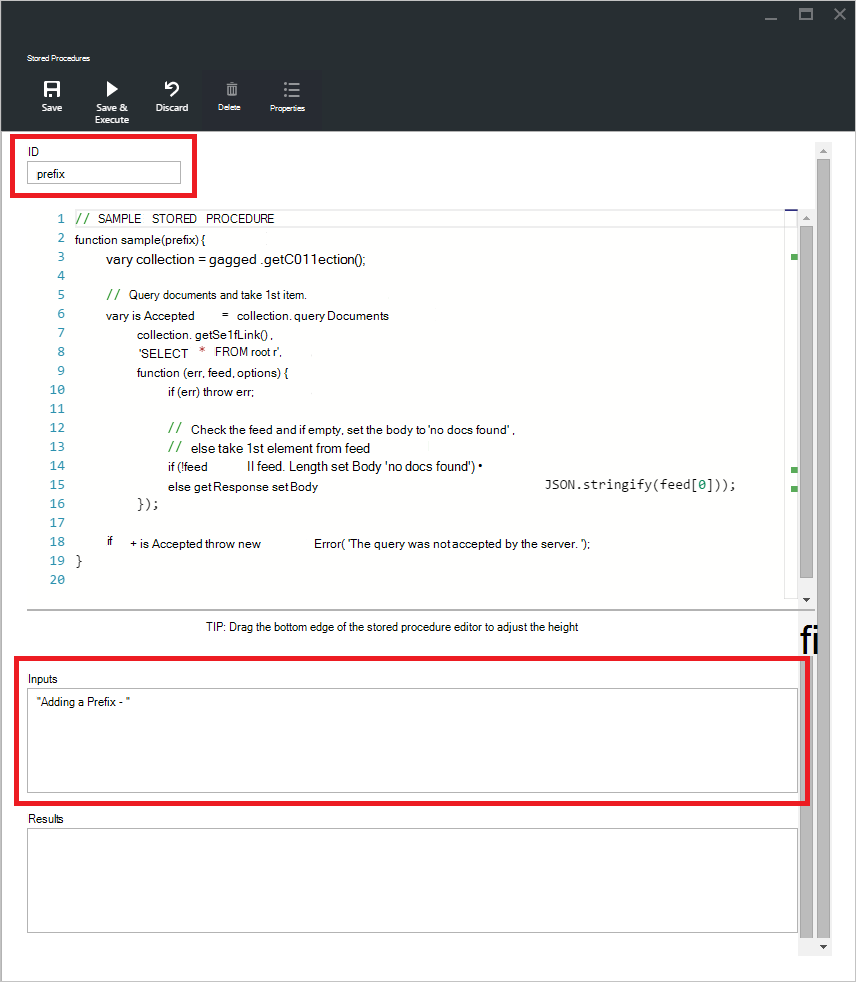 Stored Procedures
Save
Save & Execute
Discard
Delete
Properties
ID
prefix
1 // SAMPLE STORED PROCEDURE
2 function sample(prefix) {
3 vary collection = gagged .getC011ection();
4
5 // Query documents and take 1st item.
6 vary is Accepted = collection. query Documents
7 collection. getSe1fLink() ,
8 'SELECT * FROM root r',
9 function (err, feed, options) {
10 if (err) throw err;
11
12 // Check the feed and if empty, set the body to 'no docs found' ,
13 // else take 1st element from feed
14 if (!feed II feed. Length set Body 'no docs found') •
15 else get Response set Body JSON.stringify(feed[0]));
16 });
17
18 if + is Accepted throw new Error( 'The query was not accepted by the server. ');
19 }
20
TIP: Drag the bottom edge of the stored procedure editor to adjust the height
fi
Inputs
"Adding a Prefix - "
Results